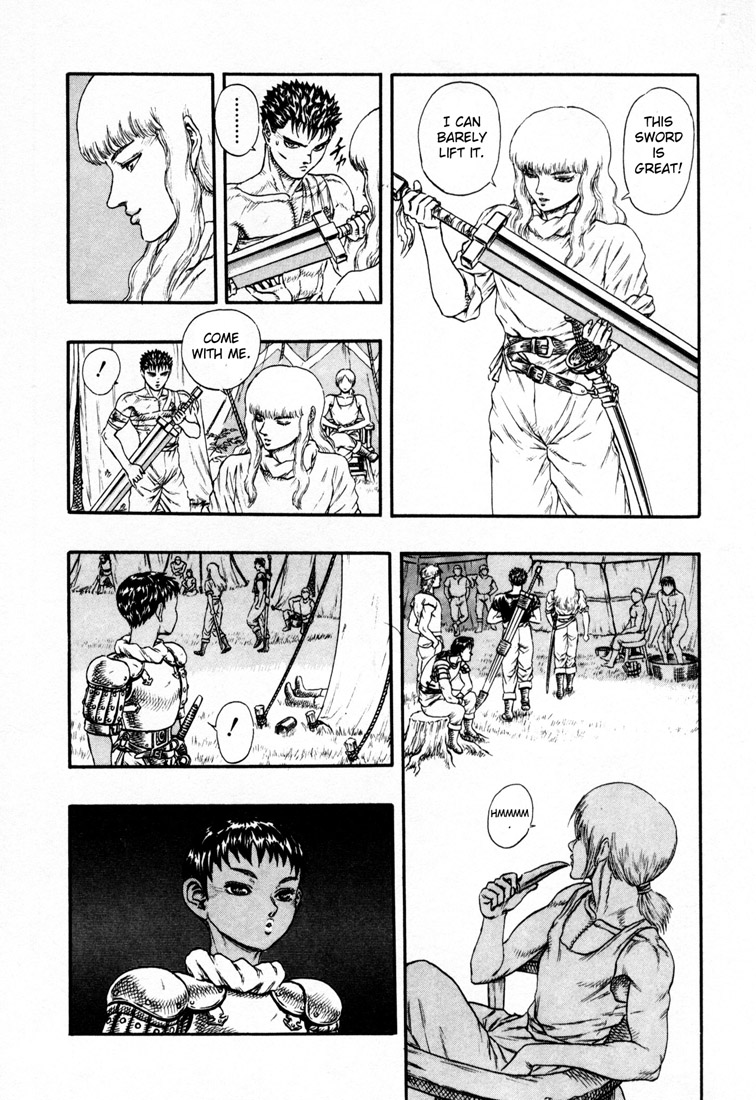 THIS
SWORD
IS
GREAT!
I CAN
BARELY
LIFT IT.
........
COME
WITH ME.
!
!
HMMMM
.